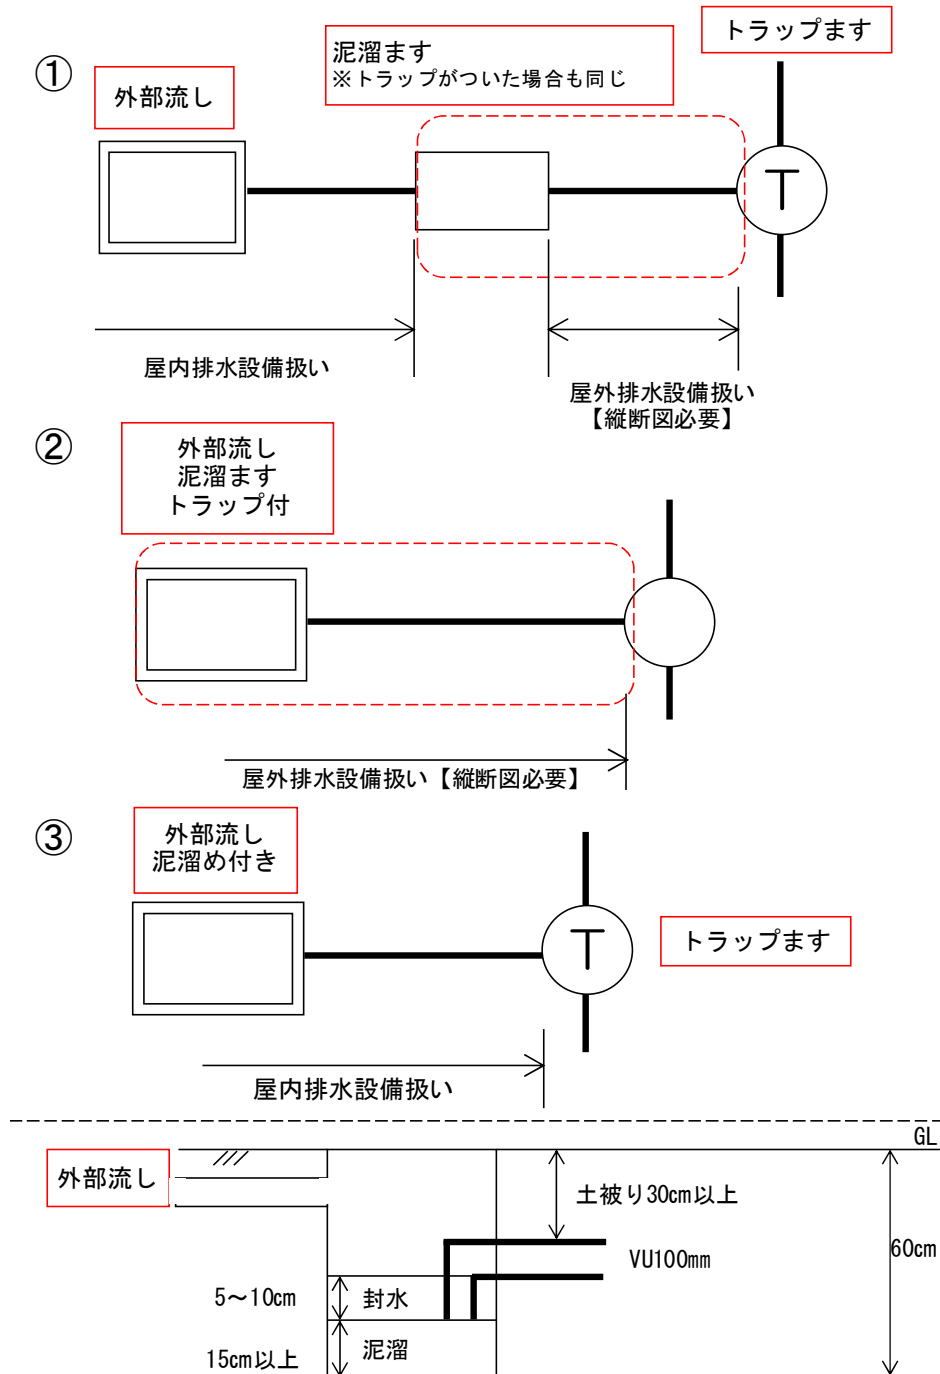 ①
外部流し
泥溜ます
※トラップがついた場合も同じ
トラップます
T
屋内排水設備扱い
屋外排水設備扱い
【縦断図必要】
②
外部流し
泥溜ます
トラップ付
屋外排水設備扱い【縦断図必要】
③
外部流し
泥溜め付き
T
トラップます
屋内排水設備扱い
GL
外部流し
土被り30cm以上
VU100mm
60cm
5～10cm
封水
15cm以上
泥溜